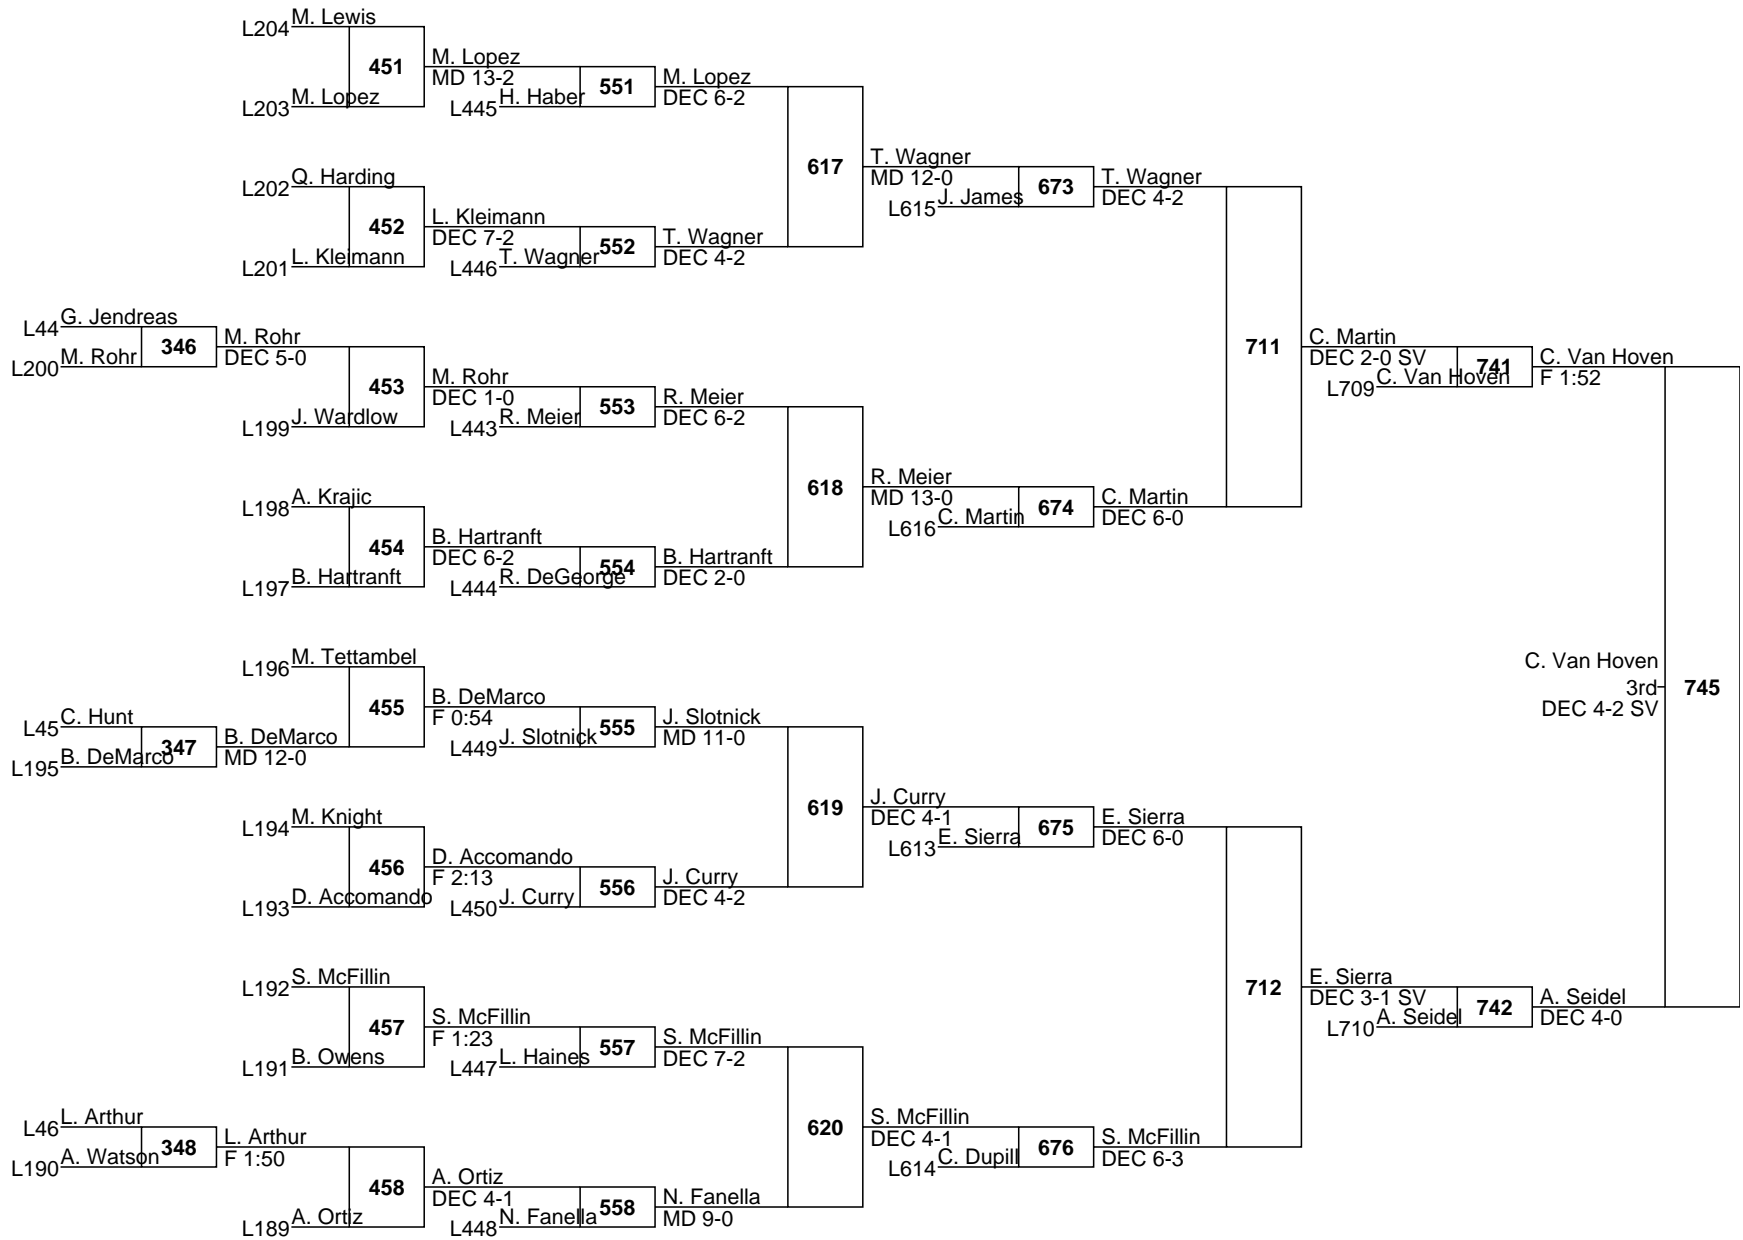 L204 M. Lewis
451
L203 M. Lopez
M. Lopez
MD 13-2
L445 H. Haber
551
M. Lopez
DEC 6-2
L202 Q. Harding
452
L201 L. Kleimann
L. Kleimann
DEC 7-2
L446 T. Wagner
552
T. Wagner
DEC 4-2
617
T. Wagner
MD 12-0
L615 J. James
673
T. Wagner
DEC 4-2
L44 G. Jendreas
346
L200 M. Rohr
M. Rohr
DEC 5-0
453
L199 J. Wardlow
M. Rohr
DEC 1-0
L443 R. Meier
553
R. Meier
DEC 6-2
L198 A. Krajic
454
L197 B. Hartranft
B. Hartranft
DEC 6-2
L444 R. DeGeorge
554
B. Hartranft
DEC 2-0
618
R. Meier
MD 13-0
L616 C. Martin
674
C. Martin
DEC 6-0
711
C. Martin
DEC 2-0 SV
L709 C. Van Hoven
741
C. Van Hoven
F 1:52
L196 M. Tettambel
455
L45 C. Hunt
347
L195 B. DeMarco
B. DeMarco
MD 12-0
B. DeMarco
F 0:54
L449 J. Slotnick
555
J. Slotnick
MD 11-0
L194 M. Knight
456
L193 D. Accomando
D. Accomando
F 2:13
L450 J. Curry
556
J. Curry
DEC 4-2
619
J. Curry
DEC 4-1
L613 E. Sierra
675
E. Sierra
DEC 6-0
L192 S. McFillin
457
L191 B. Owens
S. McFillin
F 1:23
L447 L. Haines
557
S. McFillin
DEC 7-2
L46 L. Arthur
348
L190 A. Watson
L. Arthur
F 1:50
458
L189 A. Ortiz
A. Ortiz
DEC 4-1
L448 N. Fanella
558
N. Fanella
MD 9-0
620
S. McFillin
DEC 4-1
L614 C. Dupill
676
S. McFillin
DEC 6-3
712
E. Sierra
DEC 3-1 SV
L710 A. Seidel
742
A. Seidel
DEC 4-0
C. Van Hoven
3rd
DEC 4-2 SV
745